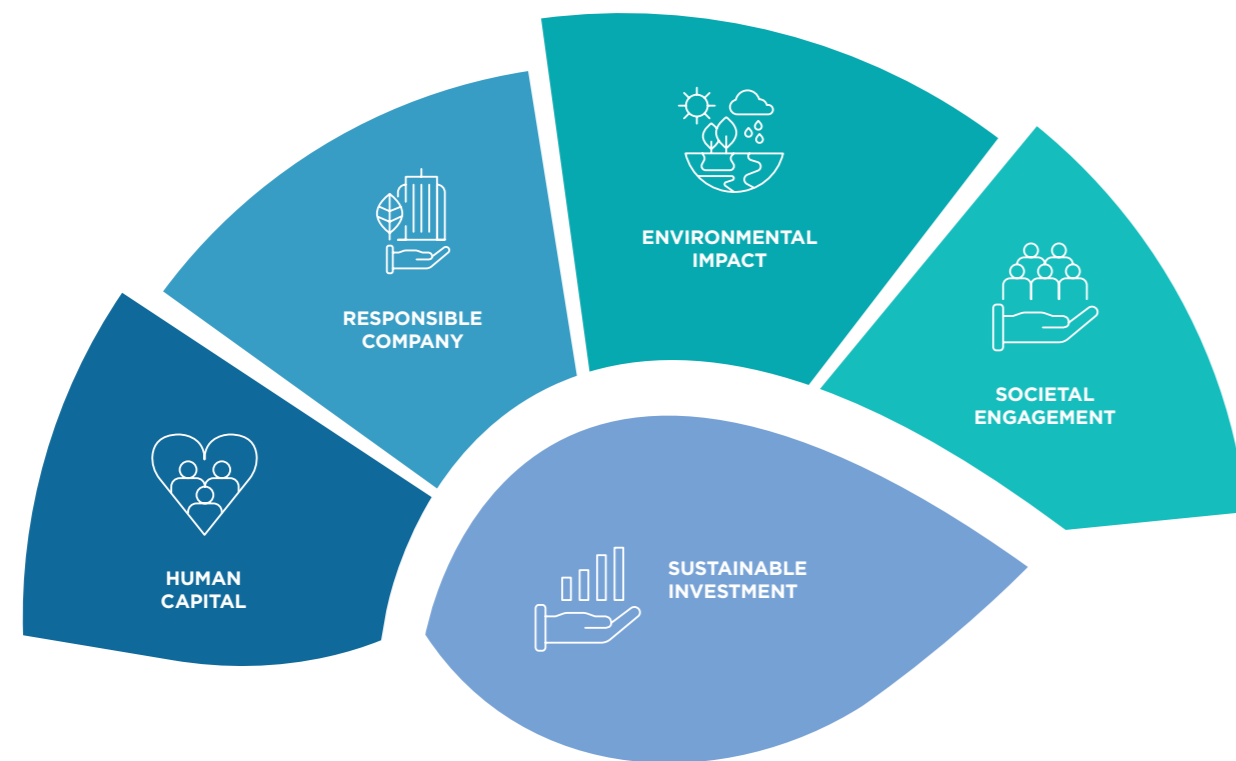 HUMAN
CAPITAL
RESPONSIBLE
COMPANY
ENVIRONMENTAL
IMPACT
SOCIETAL
ENGAGEMENT
SUSTAINABLE
INVESTMENT